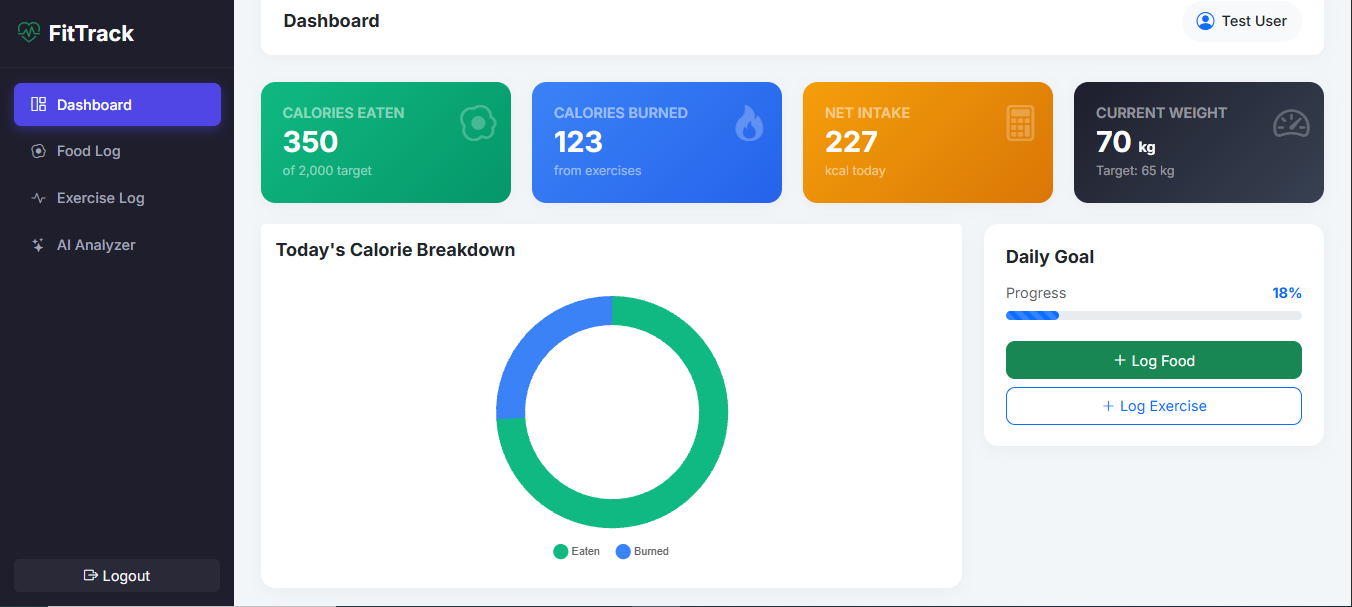 FitTrack
Dashboard
Food Log
Exercise Log
AI Analyzer
Logout
Dashboard
Test User
CALORIES EATEN
350
of 2,000 target
CALORIES BURNED
123
from exercises
NET INTAKE
227
kcal today
CURRENT WEIGHT
70 kg
Target: 65 kg
Today's Calorie Breakdown
Eaten Burned
Daily Goal
Progress 18%
+ Log Food
+ Log Exercise